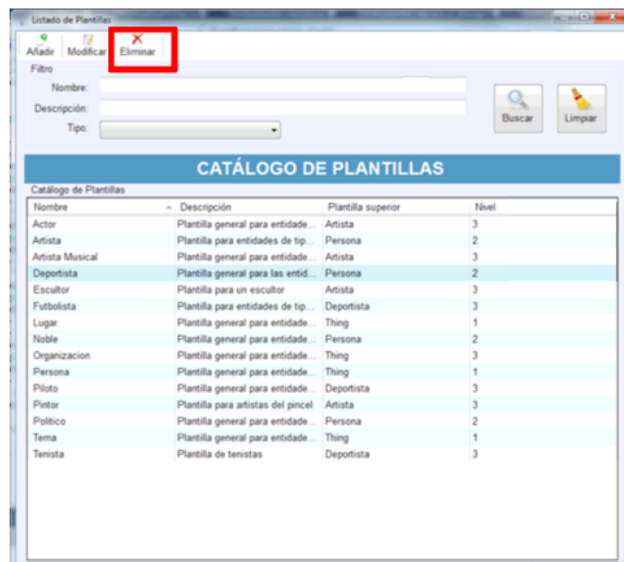 Listado de Plantillas
Añadir Modificar Eliminar
Filtro
Nombre:
Descripción:
Tipo:
Buscar Limpiar
CATÁLOGO DE PLANTILLAS
Catálogo de Plantillas
Nombre Descripción Plantilla superior Nivel
Actor Plantilla general para entidade... Artista 3
Artista Plantilla para entidades de tip... Persona 2
Artista Musical Plantilla general para entidade... Artista 3
Deportista Plantilla general para las entid... Persona 2
Escultor Plantilla para un escultor Artista 3
Futbolista Plantilla para entidades de tip... Deportista 3
Lugar Plantilla general para entidade... Thing 1
Noble Plantilla general para entidade... Persona 2
Organizacion Plantilla general para entidade... Thing 3
Persona Plantilla general para entidade... Thing 1
Piloto Plantilla general para entidade... Deportista 3
Pintor Plantilla para artistas del pincel Artista 3
Politico Plantilla general para entidade... Persona 2
Tema Plantilla general para entidade... Thing 1
Tenista Plantilla de tenistas Deportista 3